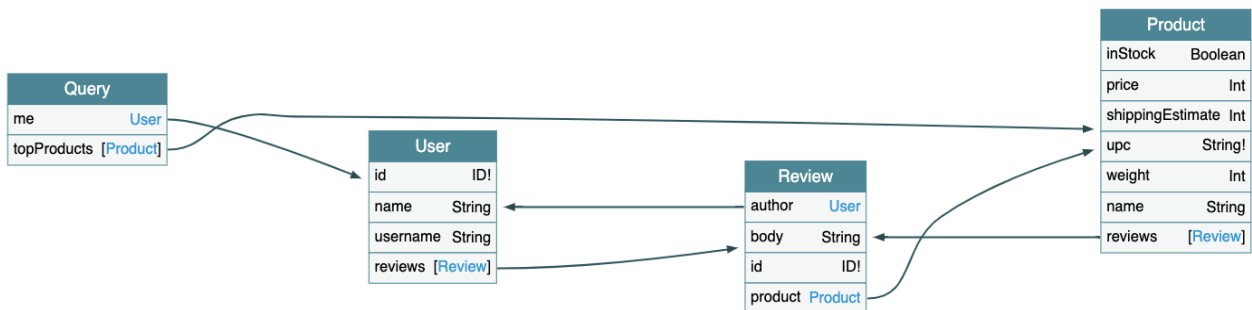 Query
me User
topProducts [Product]
User
id ID!
name String
username String
reviews [Review]
Review
author User
body String
id ID!
product Product
Product
inStock Boolean
price Int
shippingEstimate Int
upc String!
weight Int
name String
reviews [Review]